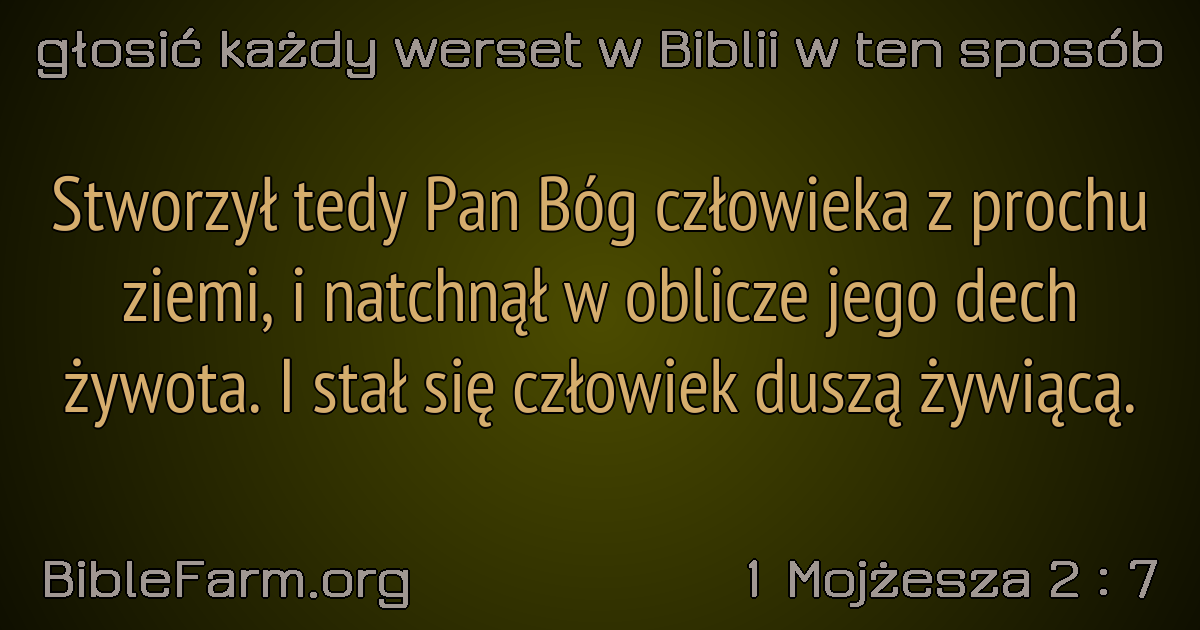 głosić każdy werset w Biblii w ten sposób
Stworzył tedy Pan Bóg człowieka z prochu
ziemi, i natchnął w oblicze jego dech
żywota. I stał się człowiek duszą żywiącą.
BibleFarm.org
1 Mojżesza 2 : 7